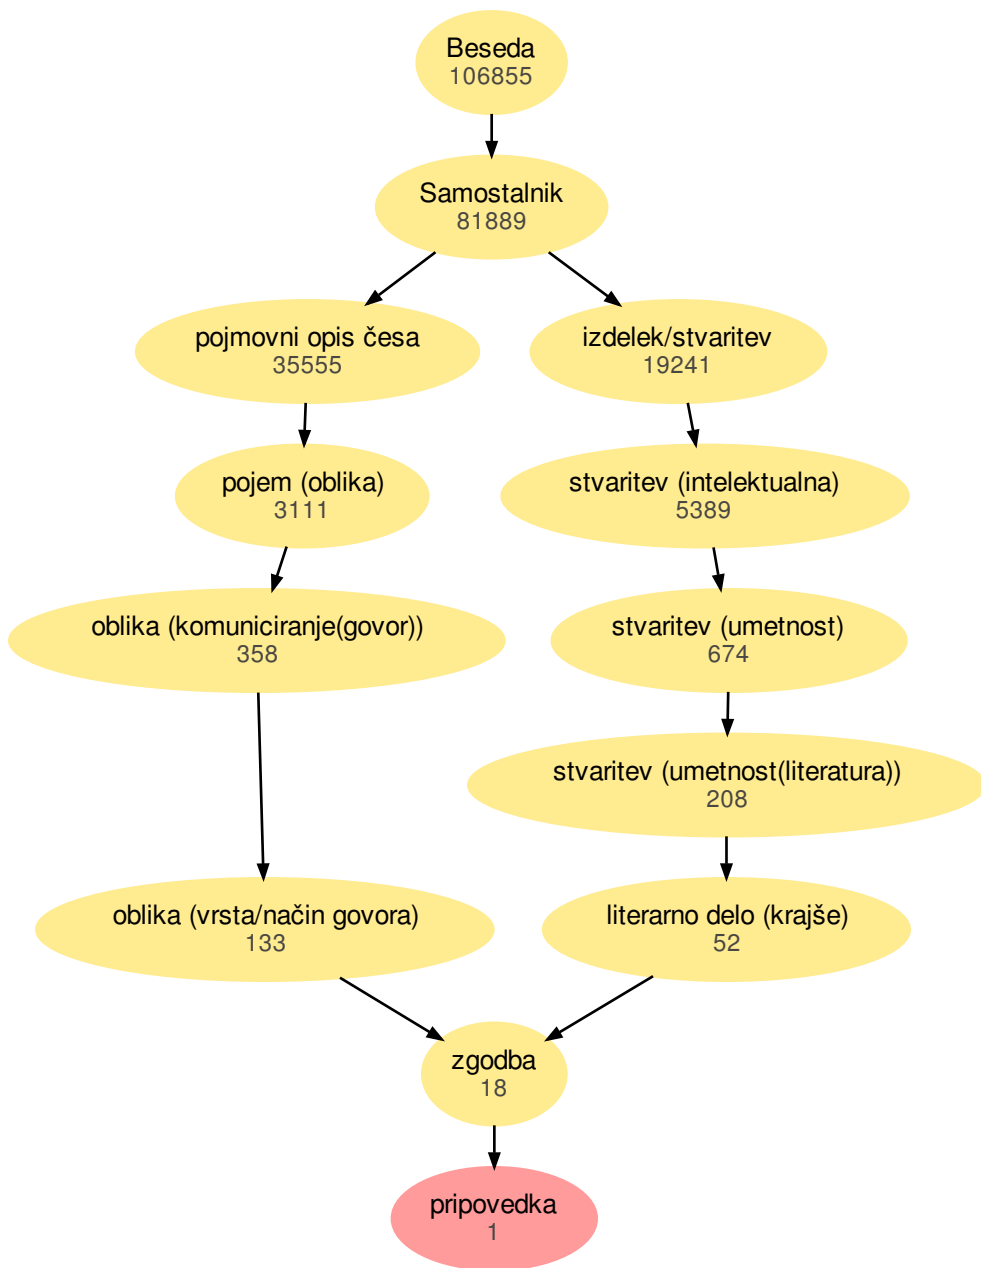 Beseda
106855
Samostalnik
81889
pojmovni opis česa
35555
izdelek/stvaritev
19241
pojem (oblika)
3111
stvaritev (intelektualna)
5389
oblika (komuniciranje(govor))
358
stvaritev (umetnost)
674
stvaritev (umetnost(literatura))
208
oblika (vrsta/način govora)
133
literarno delo (krajše)
52
zgodba
18
pripovedka
1